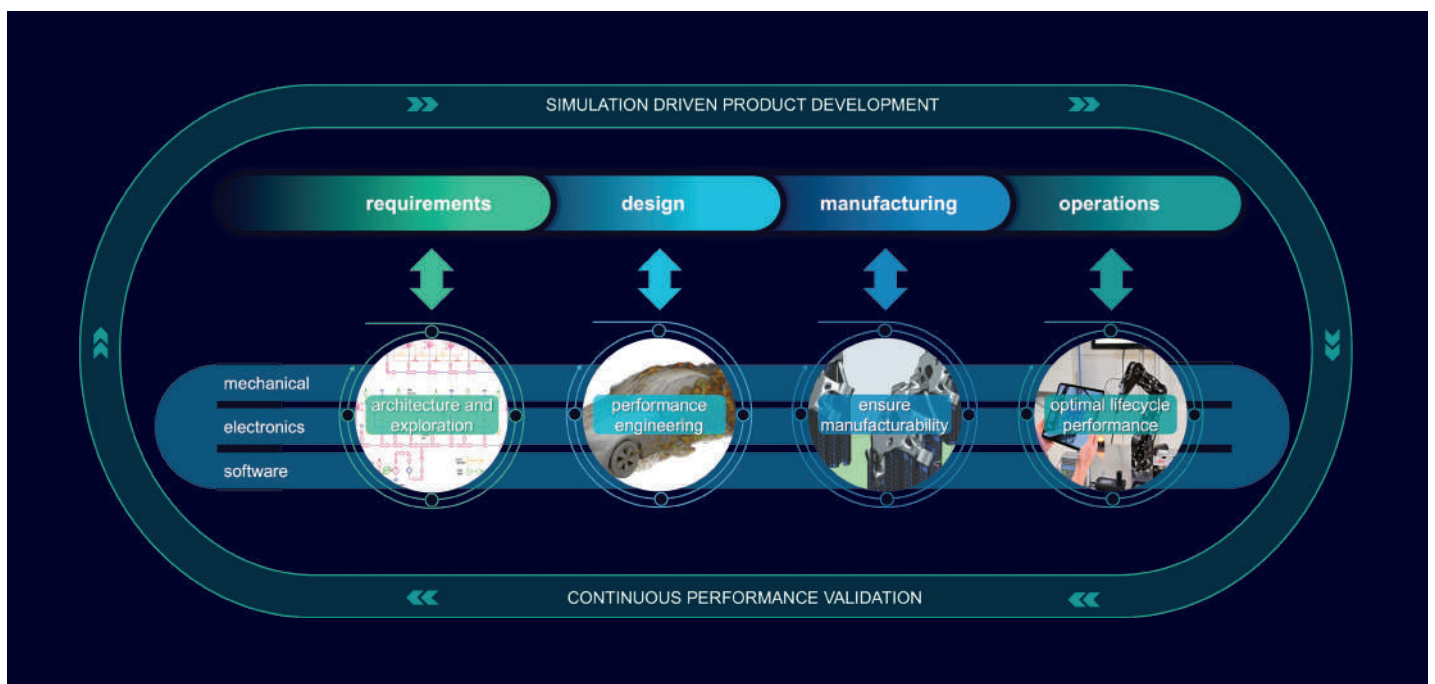 SIMULATION DRIVEN PRODUCT DEVELOPMENT
requirements
design
manufacturing
operations
mechanical
electronics
software
architecture and
exploration
performance
engineering
ensure
manufacturability
optimal lifecycle
performance
CONTINUOUS PERFORMANCE VALIDATION